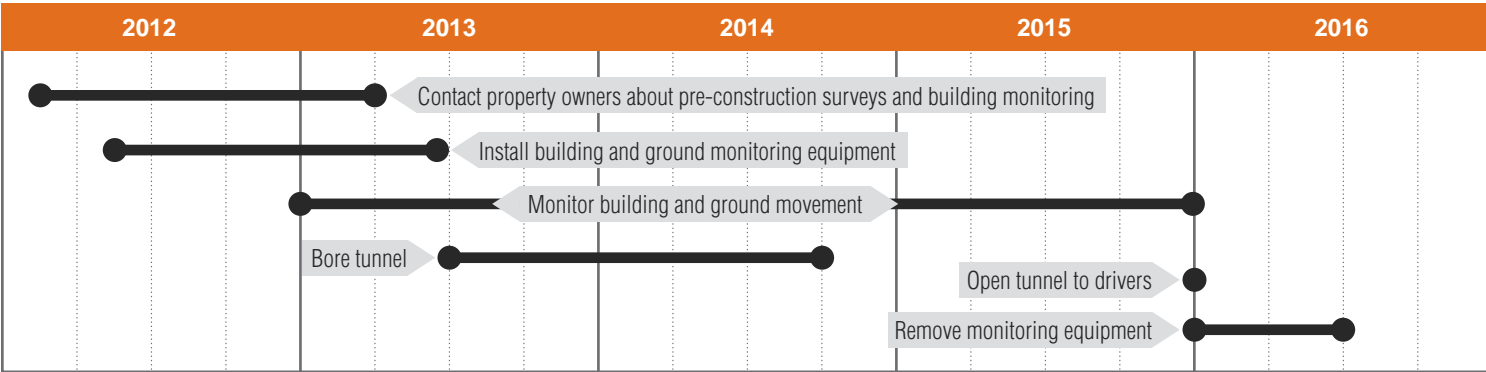 2012 2013 2014 2015 2016
Contact property owners about pre-construction surveys and building monitoring
Install building and ground monitoring equipment
Monitor building and ground movement
Bore tunnel
Open tunnel to drivers
Remove monitoring equipment